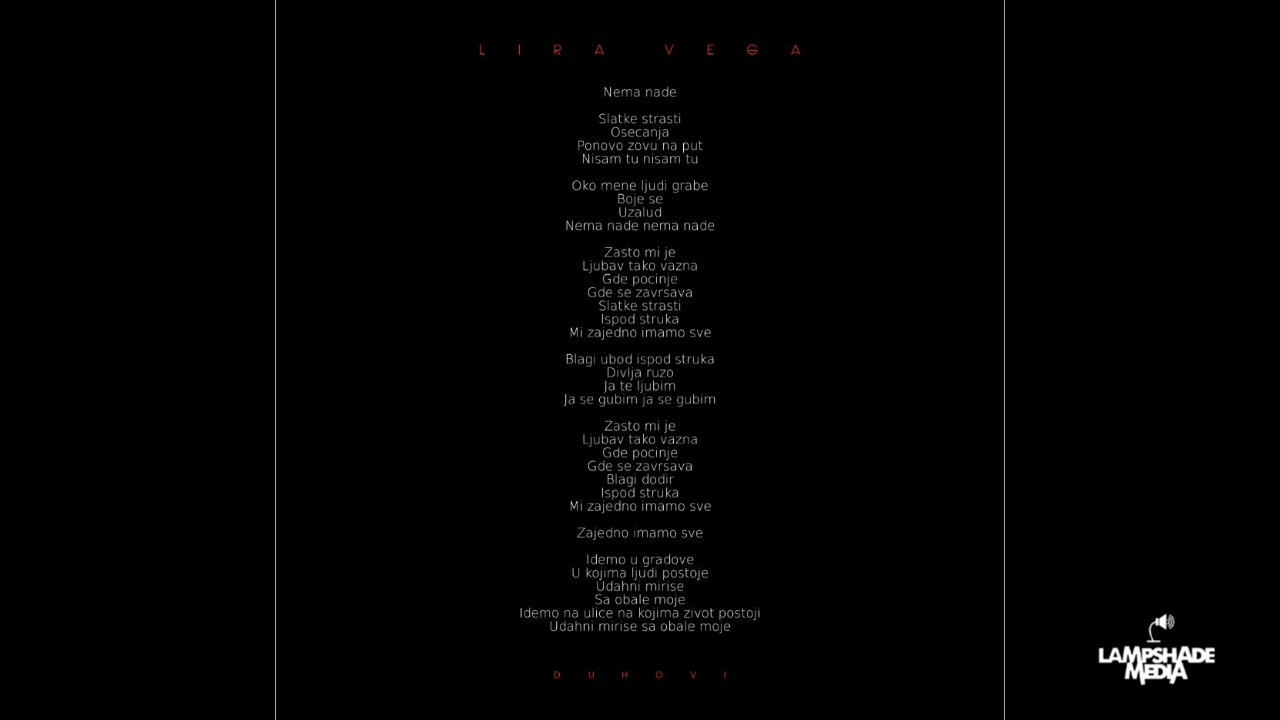 LIRA VEGA
Nema nade
Slatke strasti
Osecanja
Ponovo zovu na put
Nisam tu nisam tu
Oko mene ljudi grabe
Boje se
Uzalud
Nema nade nema nade
Zasto mi je
Ljubav tako vazna
Gde pocinje
Gde se zavrsava
Slatke strasti
Ispod struka
Mi zajedno imamo sve
Blagi ubod ispod struka
Divlja ruzo
Ja te ljubim
Ja se gubim ja se gubim
Zasto mi je
Ljubav tako vazna
Gde pocinje
Gde se zavrsava
Blagi dodir
Ispod struka
Mi zajedno imamo sve
Zajedno imamo sve
Idemo u gradove
U kojima ljudi postoje
Udahni mirise
Sa obale moje
Idemo na ulice na kojima zivot postoji
Udahni mirise sa obale moje
DUHOVI
LAMPSHADE
MEDIA